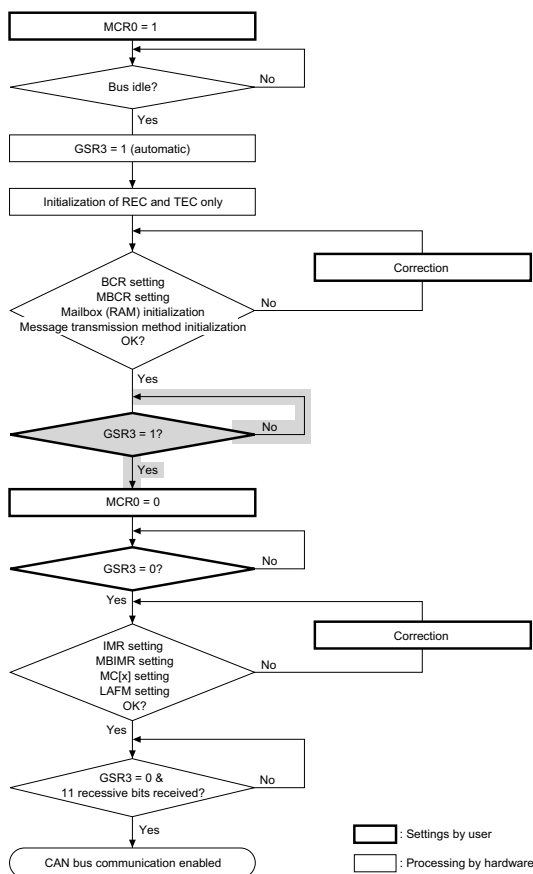 MCR0 = 1
Bus idle?
No
Yes
GSR3 = 1 (automatic)
Initialization of REC and TEC only
Correction
BCR setting
MBCR setting
Mailbox (RAM) initialization
Message transmission method initialization
OK?
No
Yes
GSR3 = 1?
No
Yes
MCR0 = 0
GSR3 = 0?
No
Yes
Correction
IMR setting
MBIMR setting
MC[x] setting
LAFM setting
OK?
No
Yes
GSR3 = 0 &
11 recessive bits received?
No
Yes
: Settings by user
CAN bus communication enabled
: Processing by hardware